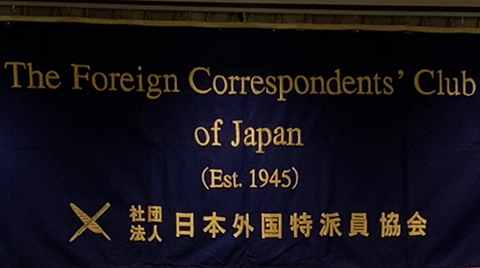 The Foreign Correspondents' Club
of Japan
(Est. 1945)
社団法人 日本外国特派員協会